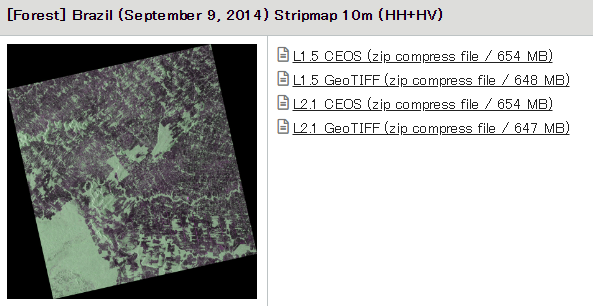 [Forest] Brazil (September 9, 2014) Stripmap 10m (HH+HV)
L1.5 CEOS (zip compress file / 654 MB)
L1.5 GeoTIFF (zip compress file / 648 MB)
L2.1 CEOS (zip compress file / 654 MB)
L2.1 GeoTIFF (zip compress file / 647 MB)